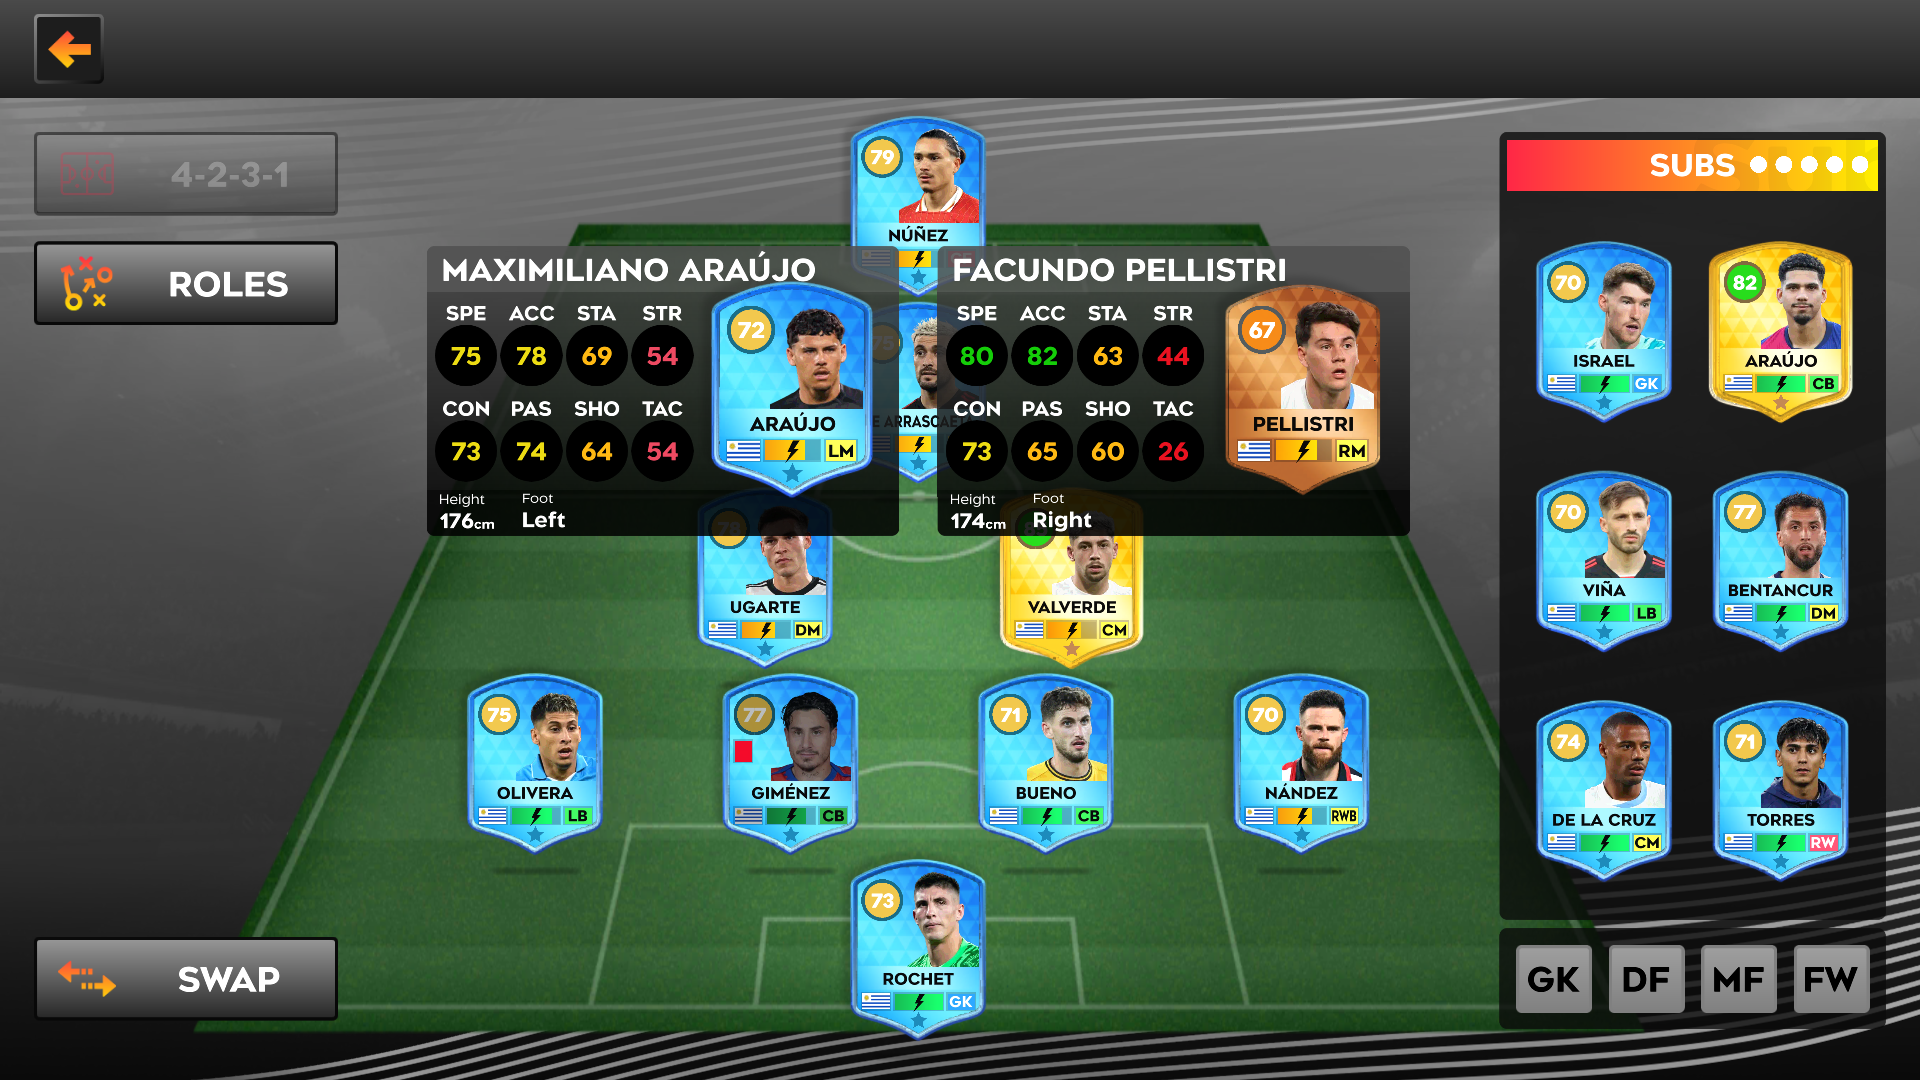 4-2-3-1
ROLES
SWAP
79
NÚÑEZ
MAXIMILIANO ARAÚJO
SPE ACC STA STR
75 78 69 54
CON PAS SHO TAC
73 74 64 54
Height Foot
176cm Left
72
ARAÚJO
LM
75
ARRASCAE
FACUNDO PELLISTRI
SPE ACC STA STR
80 82 63 44
CON PAS SHO TAC
73 65 60 26
Height Foot
174cm Right
67
PELLISTRI
RM
78
UGARTE
DM
VALVERDE
CM
75
OLIVERA
LB
77
GIMÉNEZ
CB
71
BUENO
CB
70
NÁNDEZ
RWB
73
ROCHET
GK
SUBS
70
ISRAEL
GK
82
ARAÚJO
CB
70
VIÑA
LB
77
BENTANCUR
DM
74
DE LA CRUZ
CM
71
TORRES
RW
GK DF MF FW